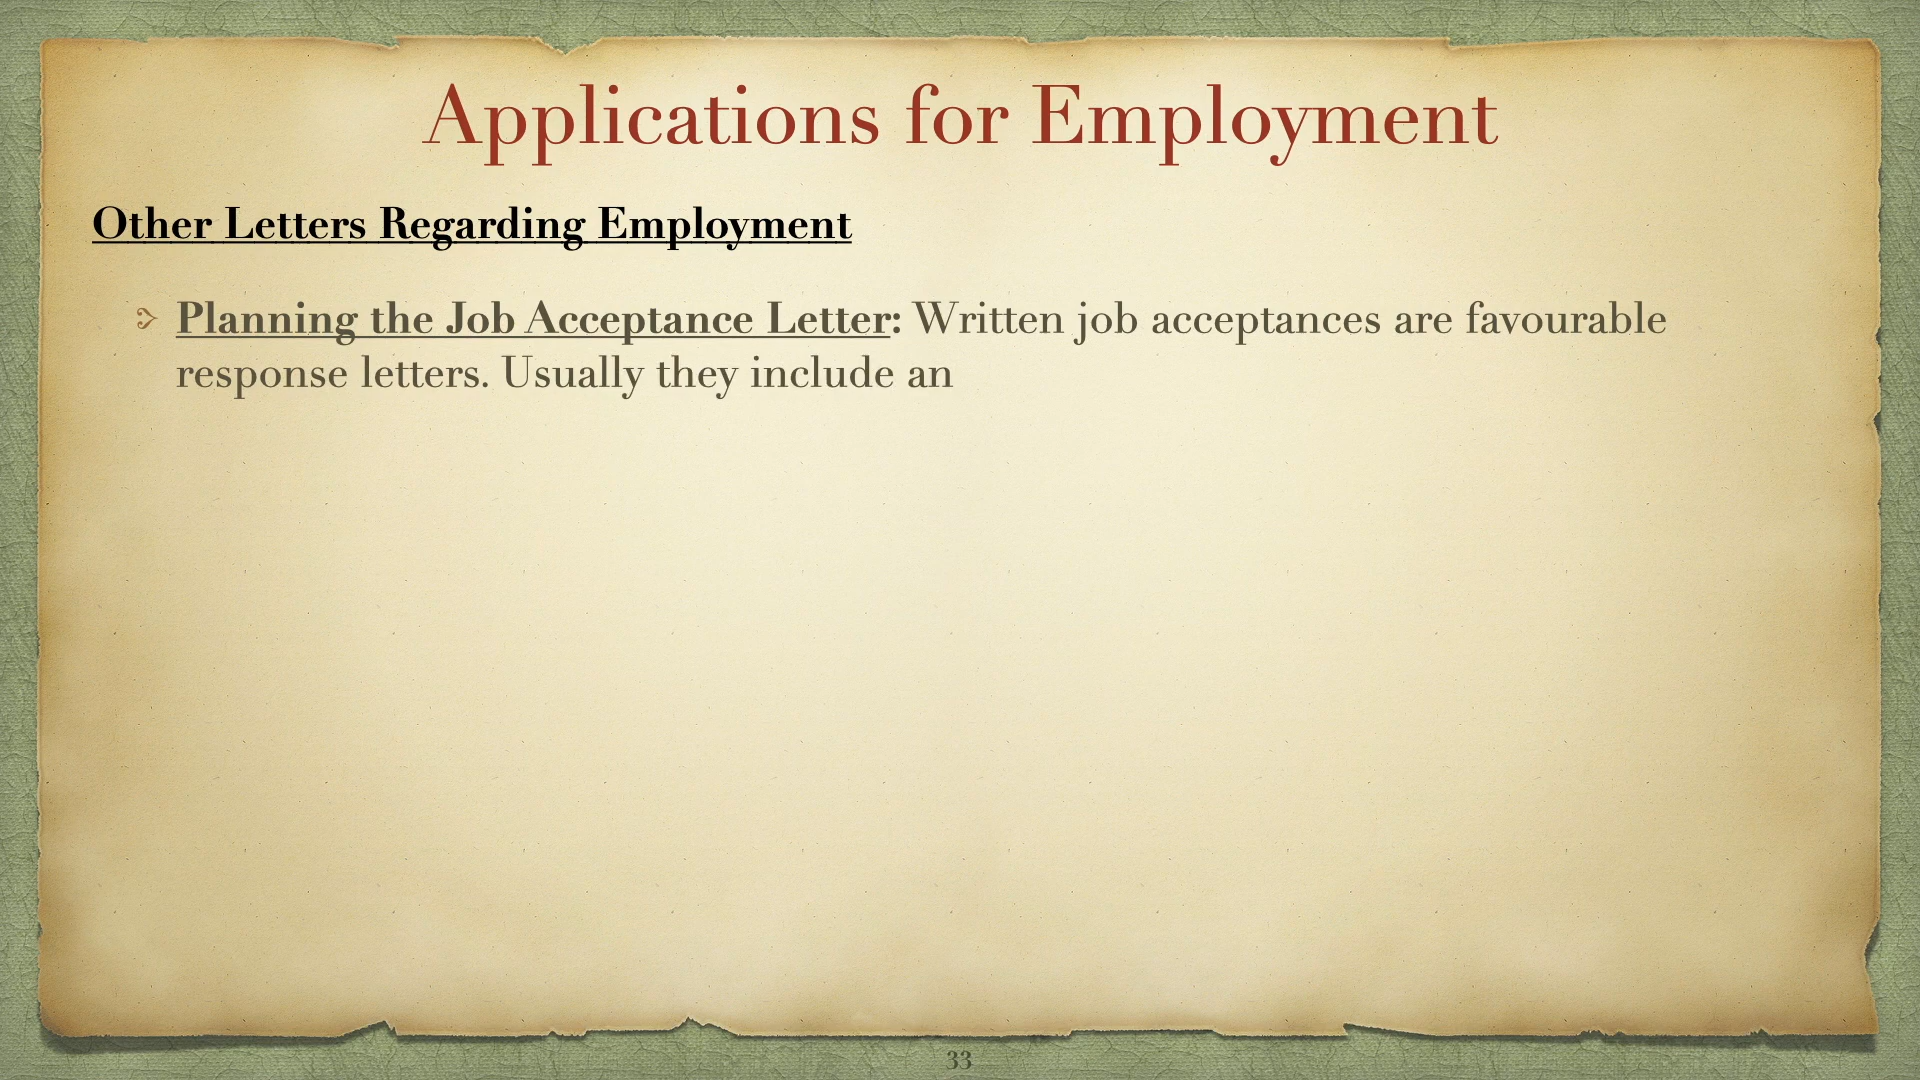 Applications for Employment
Other Letters Regarding Employment
Planning the Job Acceptance Letter: Written job acceptances are favourable
response letters. Usually they include an
33